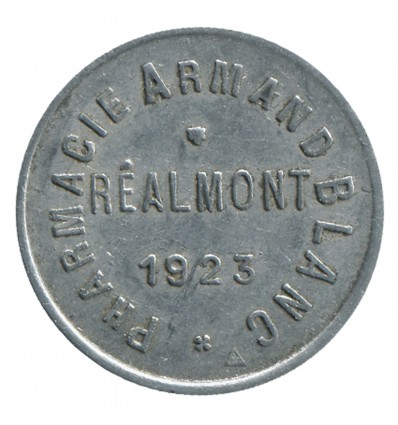 PHARMACIE ARMAND BLANC
RÉALMONT
1923